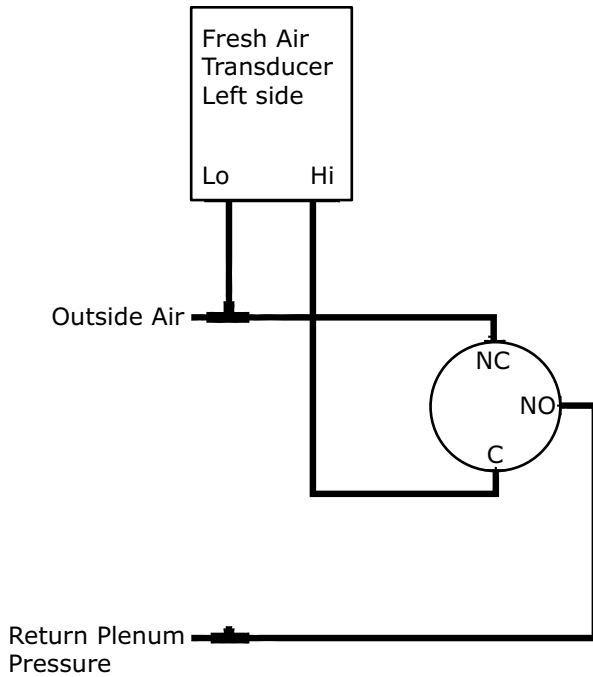 Fresh Air
Transducer
Left side
Lo Hi
Outside Air
NC
NO
C
Return Plenum
Pressure